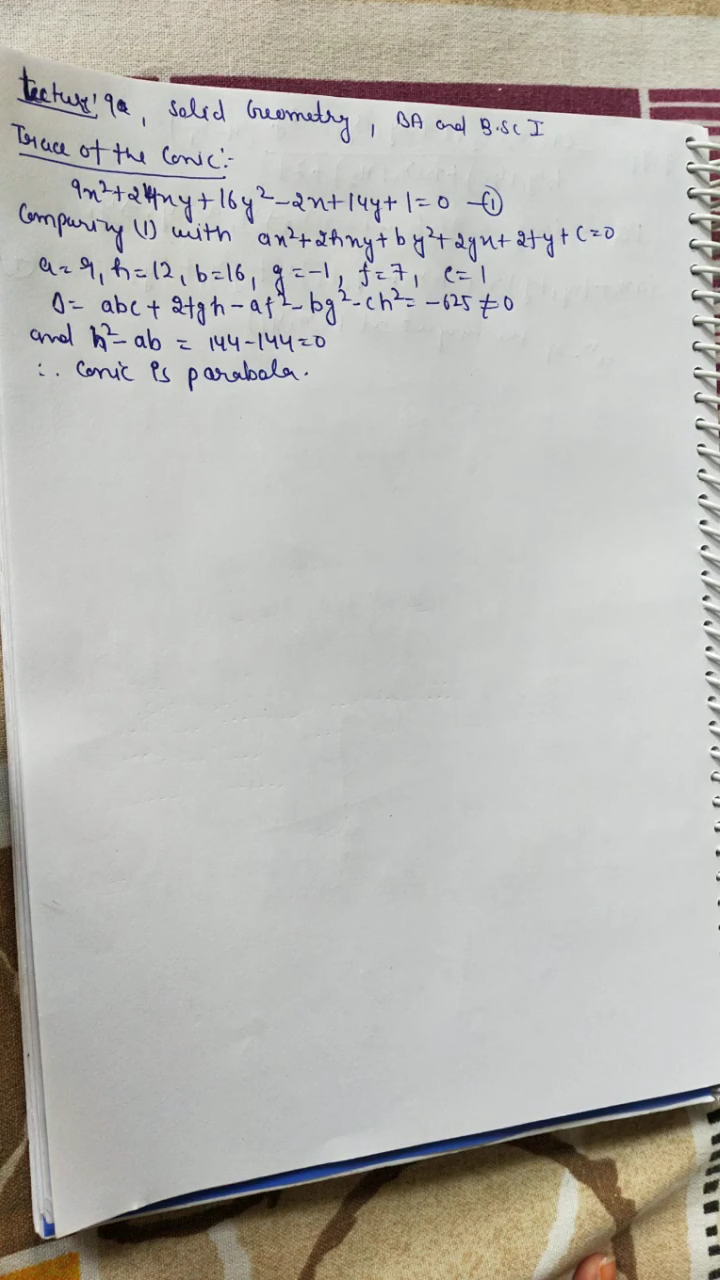 Lecture: 9a, Solid Geometry, BA and B.Sc I
Trace of the Conic:-
9x²+24xy+16y²-2x+14y+1=0 -①
Comparing (1) with ax²+2hxy+by²+2gx+2fy+c=0
a=9, h=12, b=16, g=-1, f=7, c=1
Δ= abc+2fgh-af²-bg²-ch²= -625≠0
and h²-ab = 144-144=0
∴ Conic is parabala.